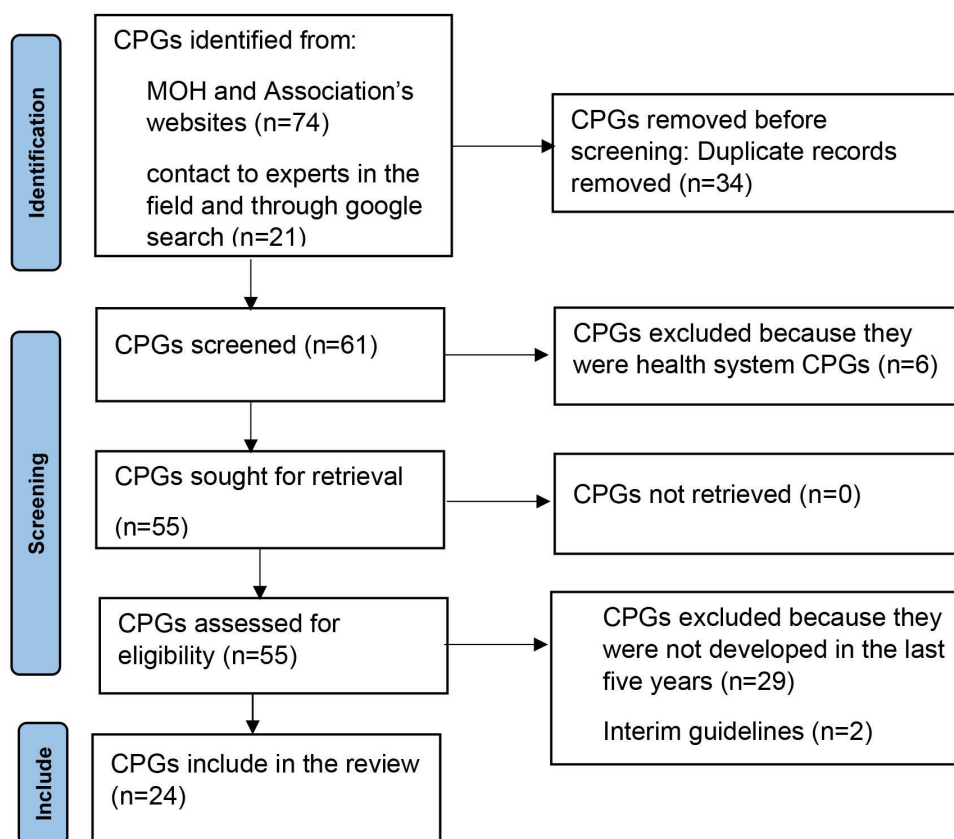 Identification
CPGs identified from:
MOH and Association's
websites (n=74)
contact to experts in the
field and through google
search (n=21)
CPGs removed before
screening: Duplicate records
removed (n=34)
Screening
CPGs screened (n=61)
CPGs excluded because they
were health system CPGs (n=6)
CPGs sought for retrieval
(n=55)
CPGs not retrieved (n=0)
CPGs assessed for
eligibility (n=55)
CPGs excluded because they
were not developed in the last
five years (n=29)
Interim guidelines (n=2)
Include
CPGs include in the review
(n=24)